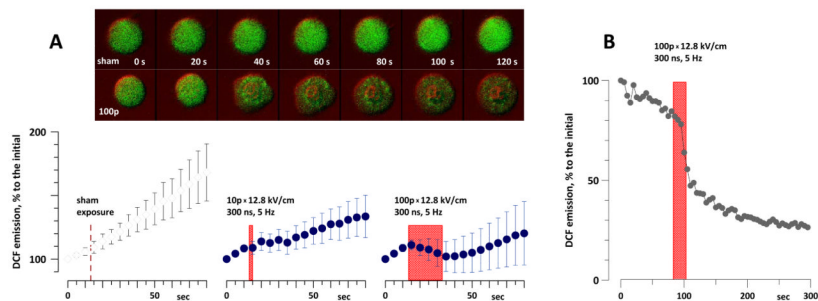 A
B
sham
0 s
20 s
40 s
60 s
80 s
100 s
120 s
100p
DCF emission, % to the initial
200
100
sham
exposure
10p × 12.8 kV/cm
300 ns, 5 Hz
100p × 12.8 kV/cm
300 ns, 5 Hz
0
50
sec
0
50
sec
0
50
sec
100p × 12.8 kV/cm
300 ns, 5 Hz
DCF emission, % to the initial
100
50
0
0
100
200
sec
300